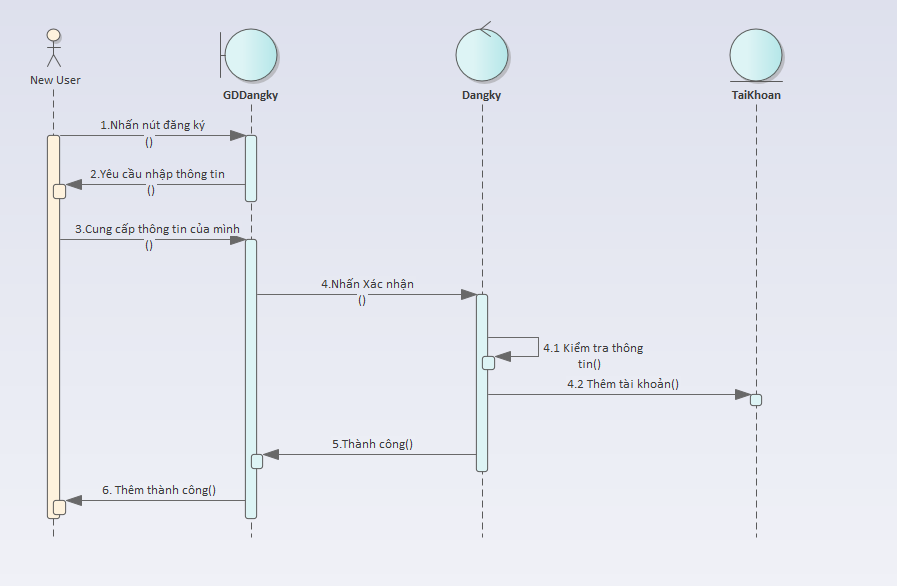 New User
GDDangky
Dangky
TaiKhoan
1.Nhấn nút đăng ký
()
2.Yêu cầu nhập thông tin
()
3.Cung cấp thông tin của mình
()
4.Nhấn Xác nhận
()
4.1 Kiểm tra thông
tin()
4.2 Thêm tài khoản()
5.Thành công()
6. Thêm thành công()